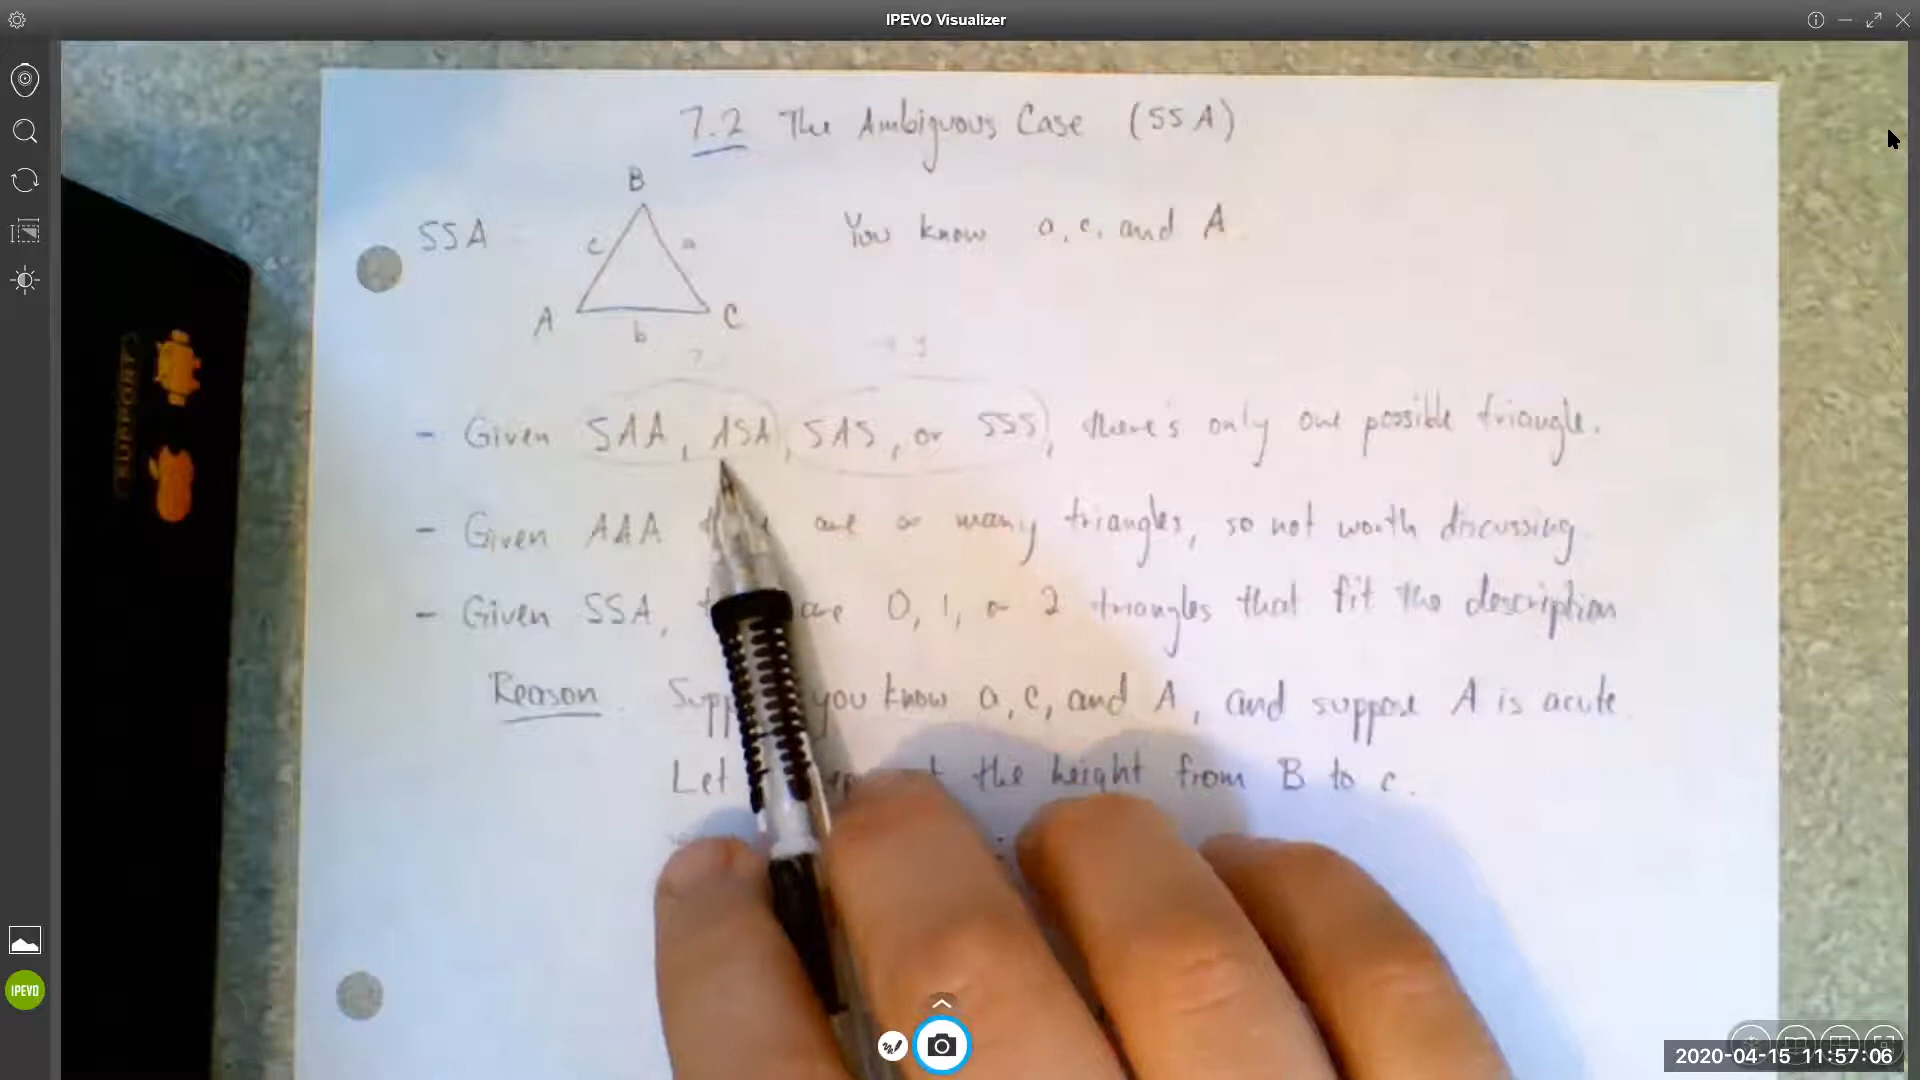 IPEVO Visualizer
7.2 The Ambiguous Case (SSA)
B
SSA
c
a
You know a, c, and A
A
C
b
- Given SAA, ASA, SAS, or SSS, there's only one possible triangle.
- Given AAA are ∞ many triangles, so not worth discussing
- Given SSA, are 0, 1, or 2 triangles that fit the description
Reason Supp you know a, c, and A, and suppose A is acute.
Let the height from B to c.
SUPPORT
IPEVO
2020-04-15 11:57:06